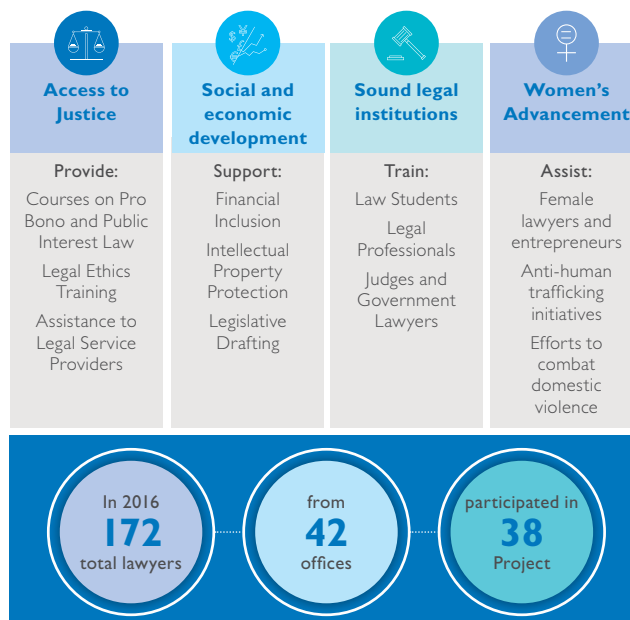 Access to
Justice
Provide:
Courses on Pro
Bono and Public
Interest Law
Legal Ethics
Training
Assistance to
Legal Service
Providers
Social and
economic
development
Support:
Financial
Inclusion
Intellectual
Property
Protection
Legislative
Drafting
Sound legal
institutions
Train:
Law Students
Legal
Professionals
Judges and
Government
Lawyers
Women's
Advancement
Assist:
Female
lawyers and
entrepreneurs
Anti-human
trafficking
initiatives
Efforts to
combat
domestic
violence
In 2016
172
total lawyers
from
42
offices
participated in
38
Project